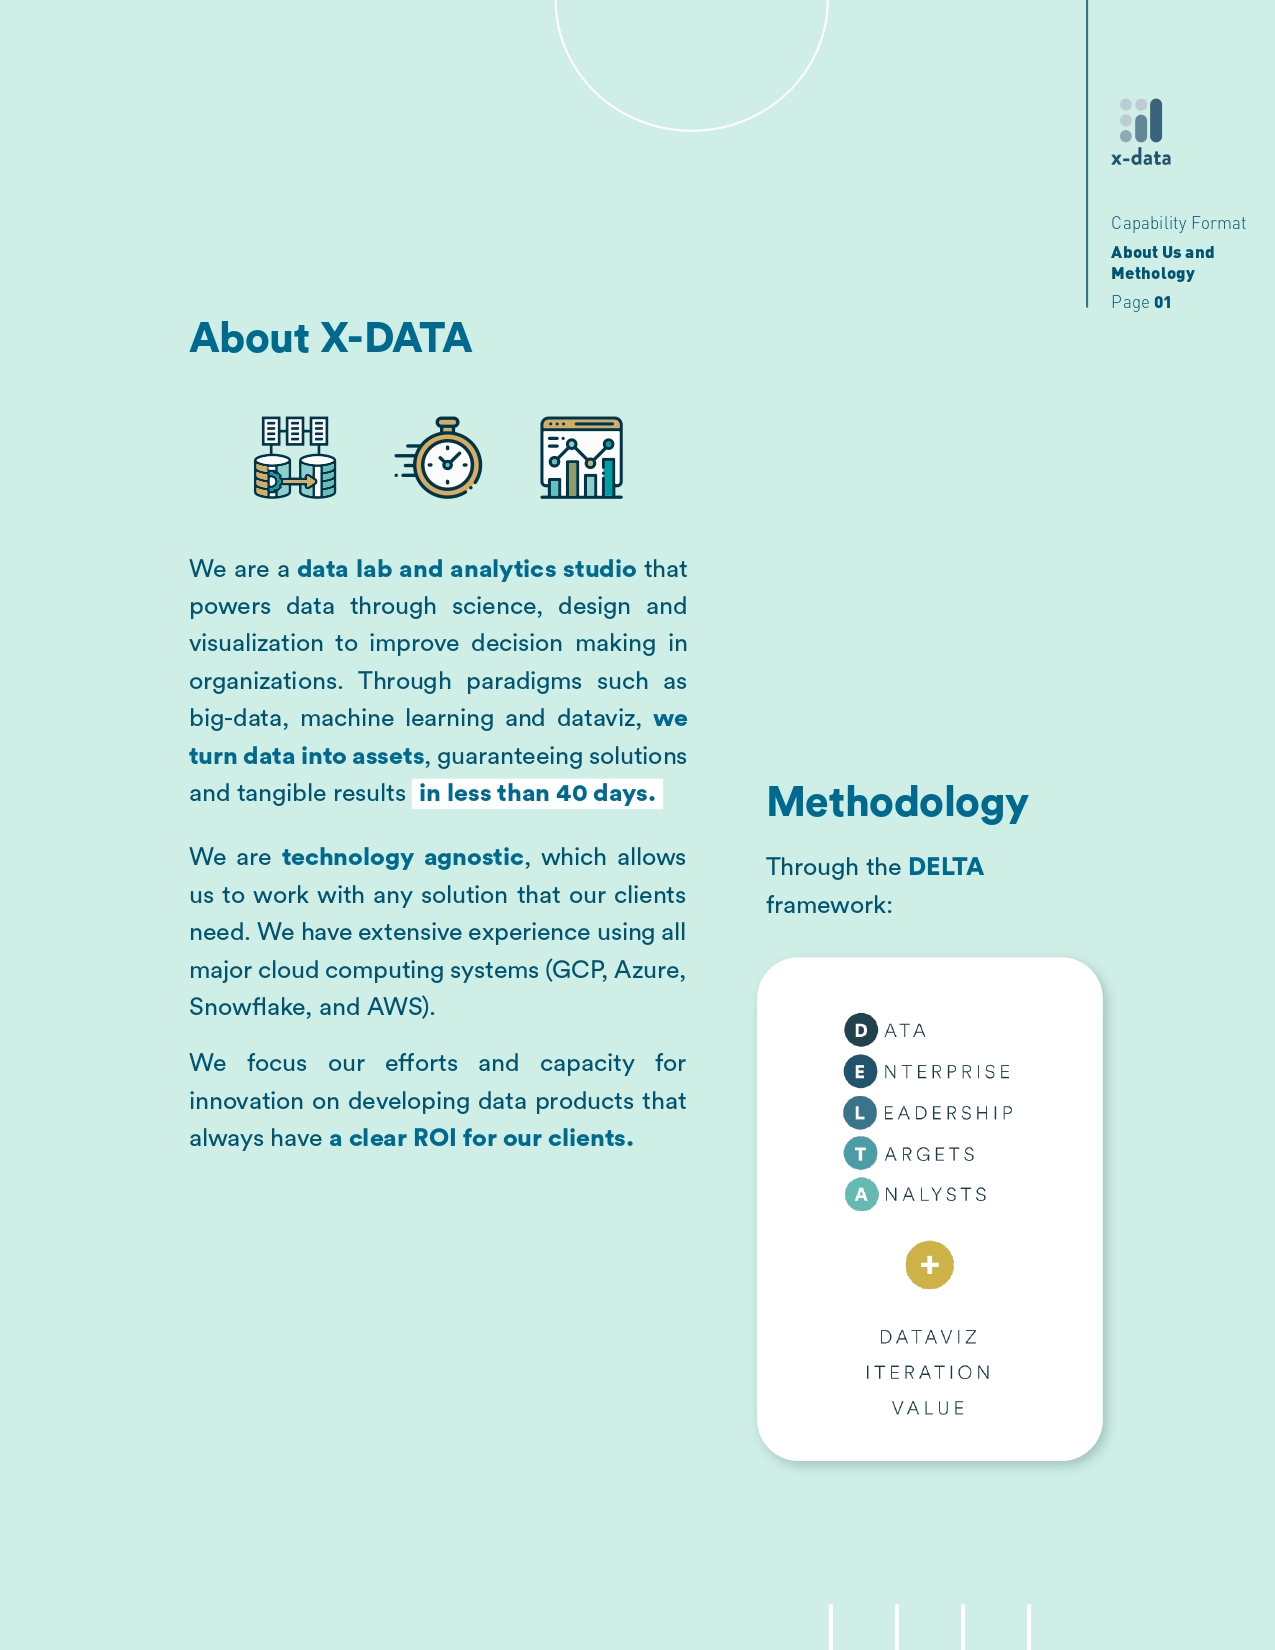 x-data
Capability Format
About Us and
Methology
Page 01
About X-DATA
We are a data lab and analytics studio that
powers data through science, design and
visualization to improve decision making in
organizations. Through paradigms such as
big-data, machine learning and dataviz, we
turn data into assets, guaranteeing solutions
and tangible results in less than 40 days.
We are technology agnostic, which allows
us to work with any solution that our clients
need. We have extensive experience using all
major cloud computing systems (GCP, Azure,
Snowflake, and AWS).
We focus our efforts and capacity for
innovation on developing data products that
always have a clear ROI for our clients.
Methodology
Through the DELTA
framework:
DATA
ENTERPRISE
LEADERSHIP
TARGETS
ANALYSTS
+
DATAVIZ
ITERATION
VALUE